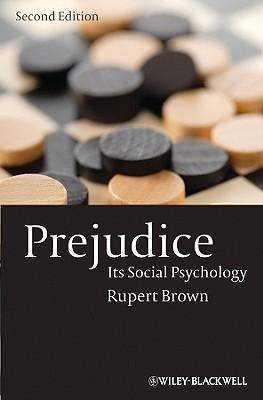 Second Edition
Prejudice
Its Social Psychology
Rupert Brown
WILEY-BLACKWELL